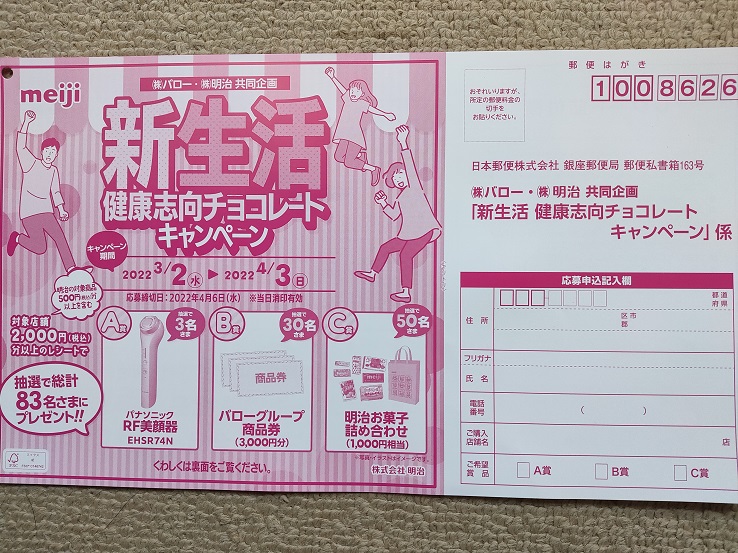 meiji
㈱バロー・㈱明治 共同企画
新生活
健康志向チョコレート
キャンペーン
キャンペーン
期間
2022 3/2㊌ ▶ 2022 4/3㊐
応募締切日:2022年4月6日(水) ※当日消印有効
明治の対象商品
500円(税込)分
以上を含む
対象店舗
2,000円(税込)
分以上のレシートで
抽選で総計
83名さまに
プレゼント!!
A賞
抽選で
3名
さま
パナソニック
RF美顔器
EHSR74N
B賞
抽選で
30名
さま
商品券
バローグループ
商品券
(3,000円分)
C賞
抽選で
50名
さま
明治お菓子
詰め合わせ
(1,000円相当)
※写真・イラストはイメージです。
くわしくは裏面をご覧ください。
株式会社 明治
FSC
郵便はがき
1008626
おそれいりますが、
所定の郵便料金の
切手を
お貼りください。
日本郵便株式会社 銀座郵便局 郵便私書箱163号
㈱バロー・㈱明治 共同企画
「新生活 健康志向チョコレート
キャンペーン」係
応募申込記入欄
住所
都道
府県
区市
郡
フリガナ
氏名
電話
番号
( )
ご購入
店舗名
店
ご希望
賞品
A賞
B賞
C賞